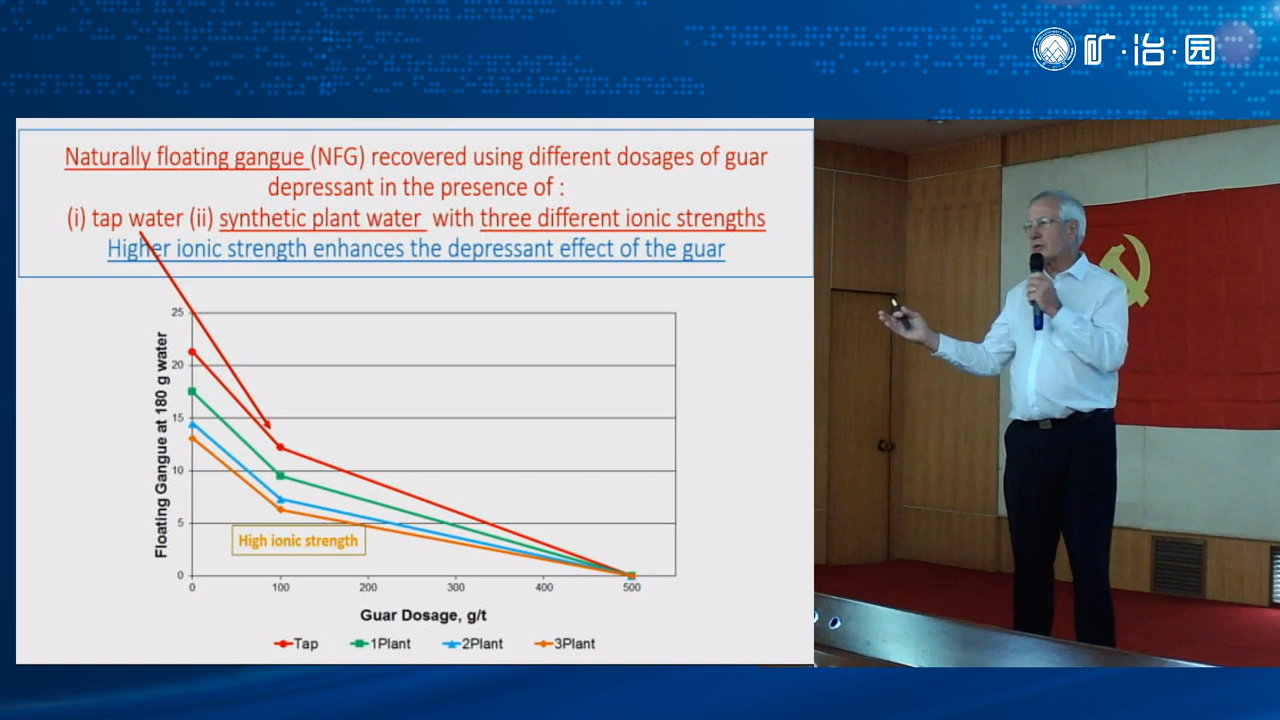 矿·冶·园
Naturally floating gangue (NFG) recovered using different dosages of guar
depressant in the presence of :
(i) tap water (ii) synthetic plant water with three different ionic strengths
Higher ionic strength enhances the depressant effect of the guar
Floating Gangue at 180 g water
25
20
15
10
5
0
High ionic strength
0 100 200 300 400 500
Guar Dosage, g/t
Tap 1Plant 2Plant 3Plant